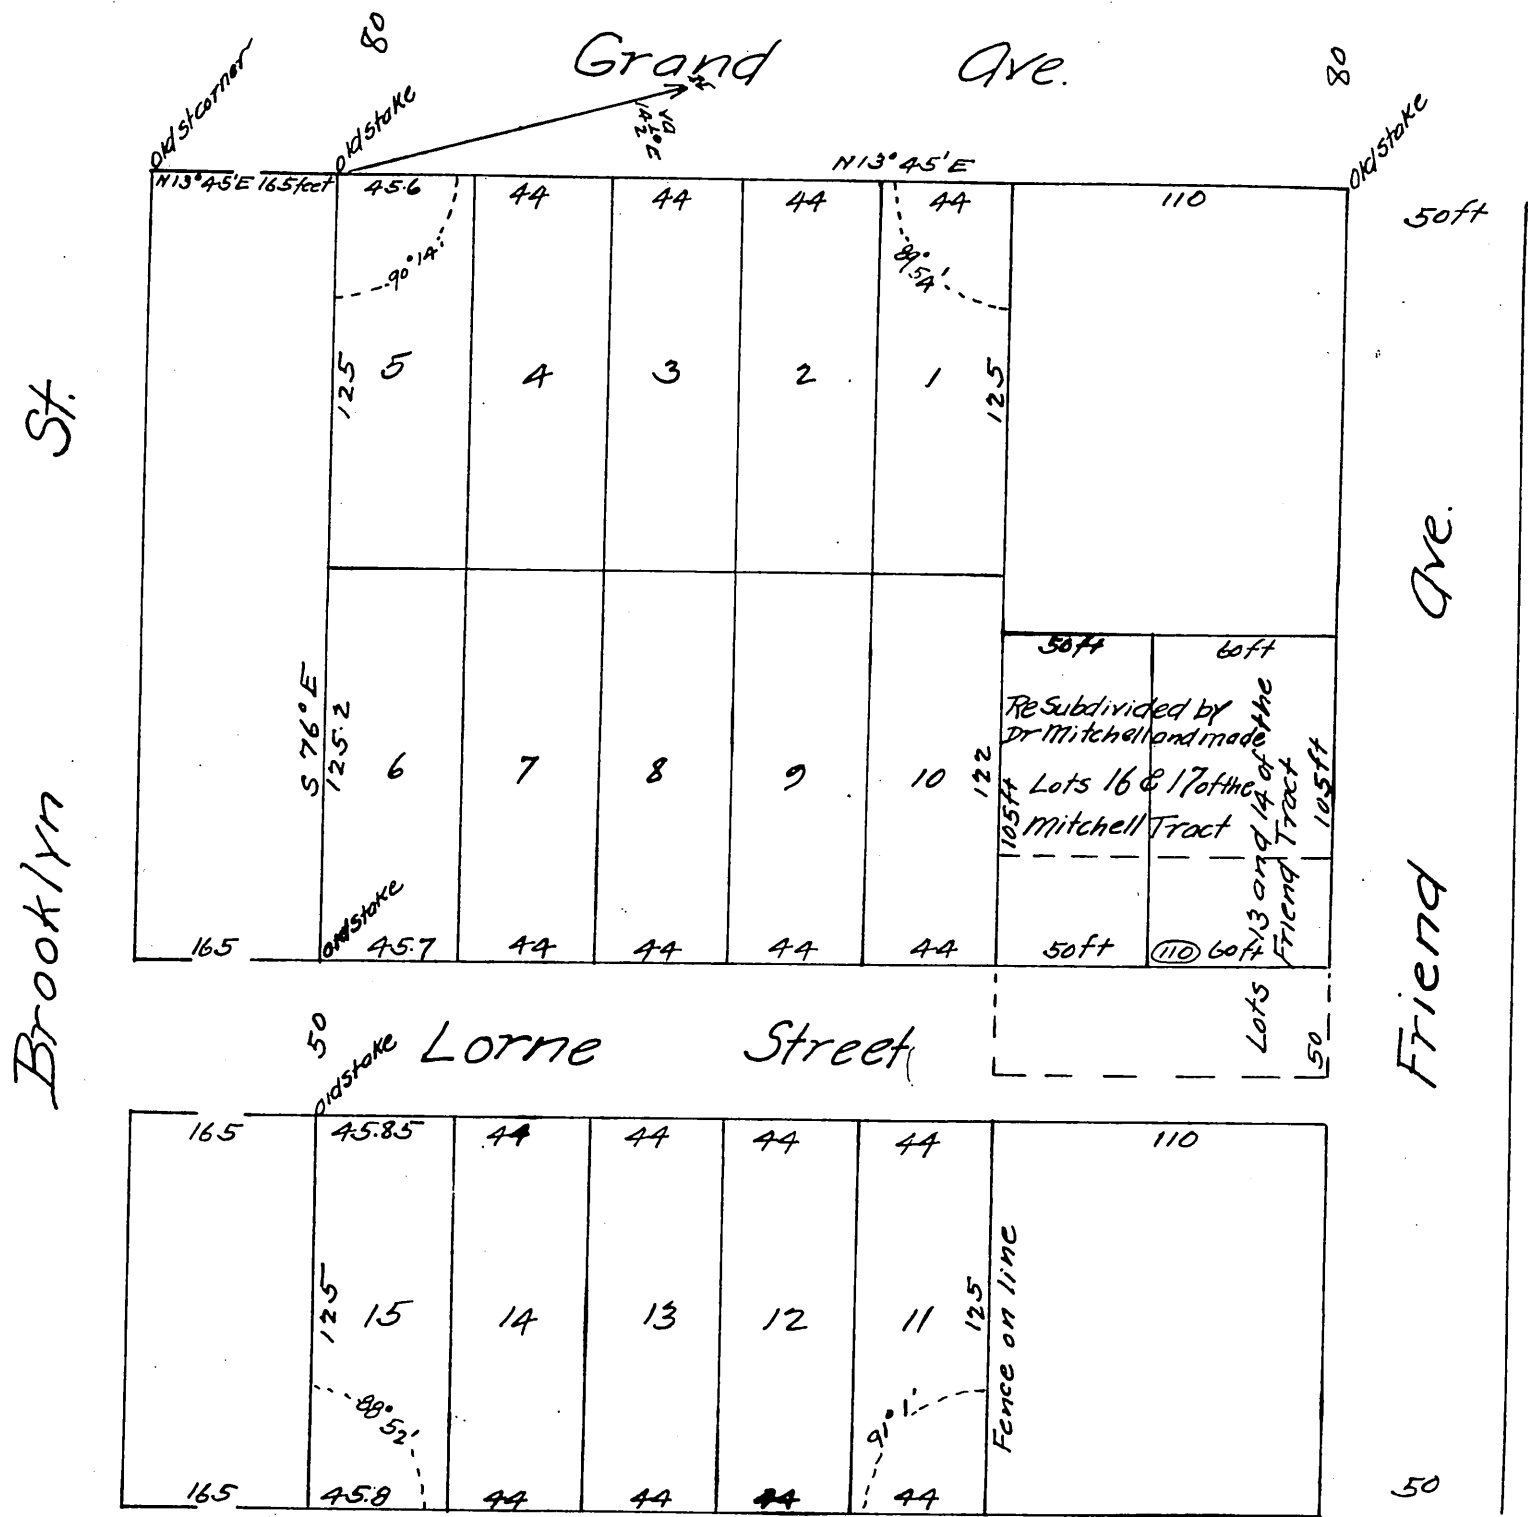 80
Grand Ave.
80
Old St corner
Old Stake
Old Stake
N13°45'E 165 feet
N13°45'E
45.6
44
44
44
44
110
50ft
90°14'
89°54'
St.
125
5
4
3
2
1
125
Ave.
50ft
60ft
S 76° E
125.2
6
7
8
9
10
122
105ft
ReSubdivided by
Dr Mitchell and made
Lots 16 & 17 of the
Mitchell Tract
Lots 13 and 14 of the
Friend Tract
105ft
Brooklyn
Old Stake
165
45.7
44
44
44
44
50ft
110
60ft
Friend
50
Old Stake
Lorne Street
50
165
45.85
44
44
44
44
110
125
15
14
13
12
11
125
Fence on line
88°52'
91°1'
165
45.8
44
44
44
44
50